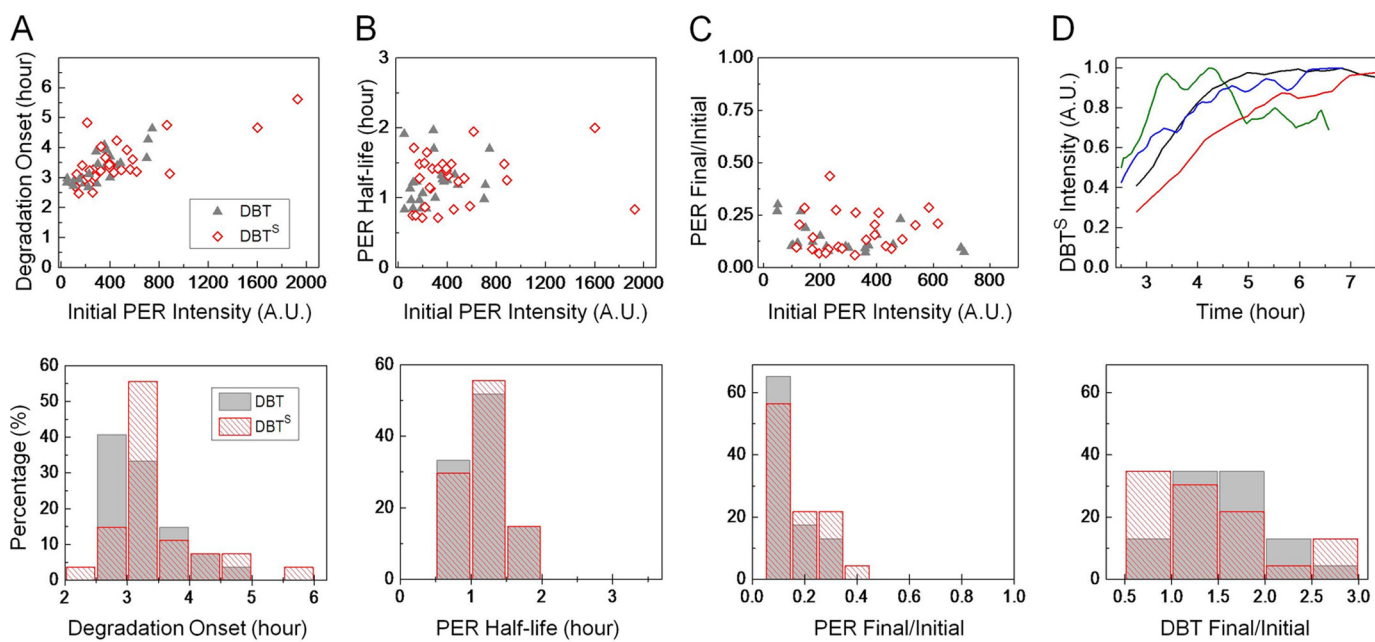 A
B
C
D
Degradation Onset (hour)
6
5
4
3
2
1
0
DBT
DBT^S
0 400 800 1200 1600 2000
Initial PER Intensity (A.U.)
PER Half-life (hour)
3
2
1
0
0 400 800 1200 1600 2000
Initial PER Intensity (A.U.)
PER Final/Initial
1.00
0.75
0.50
0.25
0.00
0 200 400 600 800
Initial PER Intensity (A.U.)
DBT^S Intensity (A.U.)
1.0
0.8
0.6
0.4
0.2
0.0
3 4 5 6 7
Time (hour)
Percentage (%)
60
50
40
30
20
10
0
DBT
DBT^S
2 3 4 5 6
Degradation Onset (hour)
60
40
20
0
0 1 2 3
PER Half-life (hour)
60
40
20
0
0.0 0.2 0.4 0.6 0.8 1.0
PER Final/Initial
60
40
20
0
0.5 1.0 1.5 2.0 2.5 3.0
DBT Final/Initial